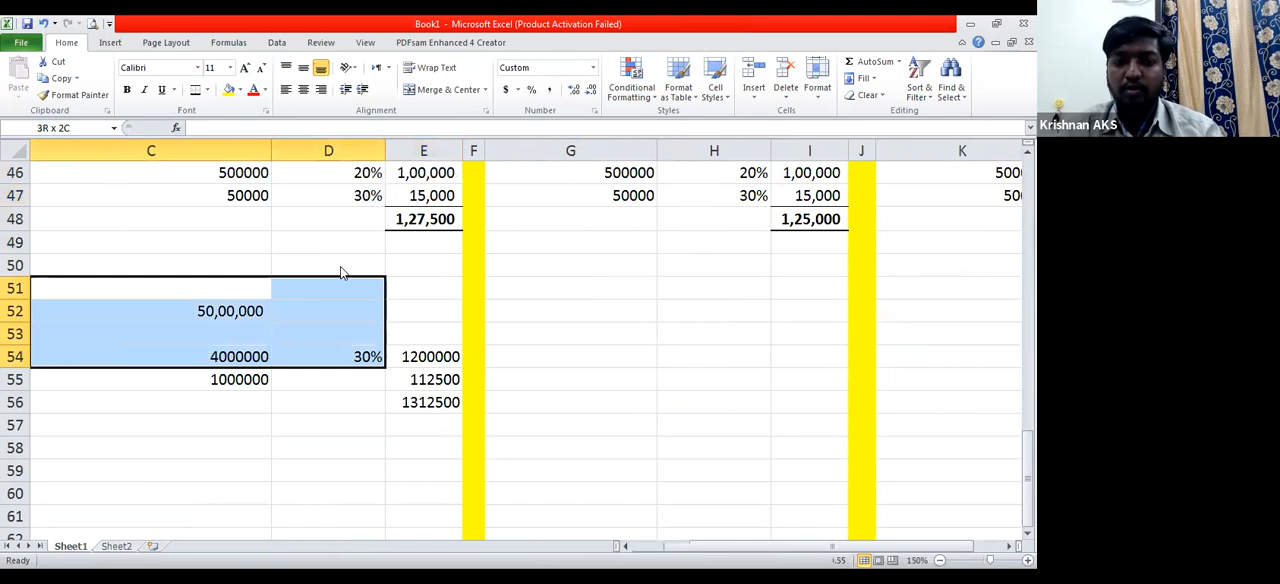 Book1 - Microsoft Excel (Product Activation Failed)
File Home Insert Page Layout Formulas Data Review View PDFsam Enhanced 4 Creator
Paste Cut Copy Format Painter Clipboard
Calibri 11 A A B I U A Font
Wrap Text Merge & Center Alignment
Custom $ % , Number
Conditional Formatting Format as Table Cell Styles Styles
Insert Delete Format Cells
AutoSum Fill Clear Sort & Filter Find & Select Editing
Krishnan AKS
3R x 2C fx
C D E F G H I J K
46 500000 20% 1,00,000 500000 20% 1,00,000 5000
47 50000 30% 15,000 50000 30% 15,000 500
48 1,27,500 1,25,000
49
50
51
52 50,00,000
53
54 4000000 30% 1200000
55 1000000 112500
56 1312500
57
58
59
60
61
62
Sheet1 Sheet2
Ready 150%